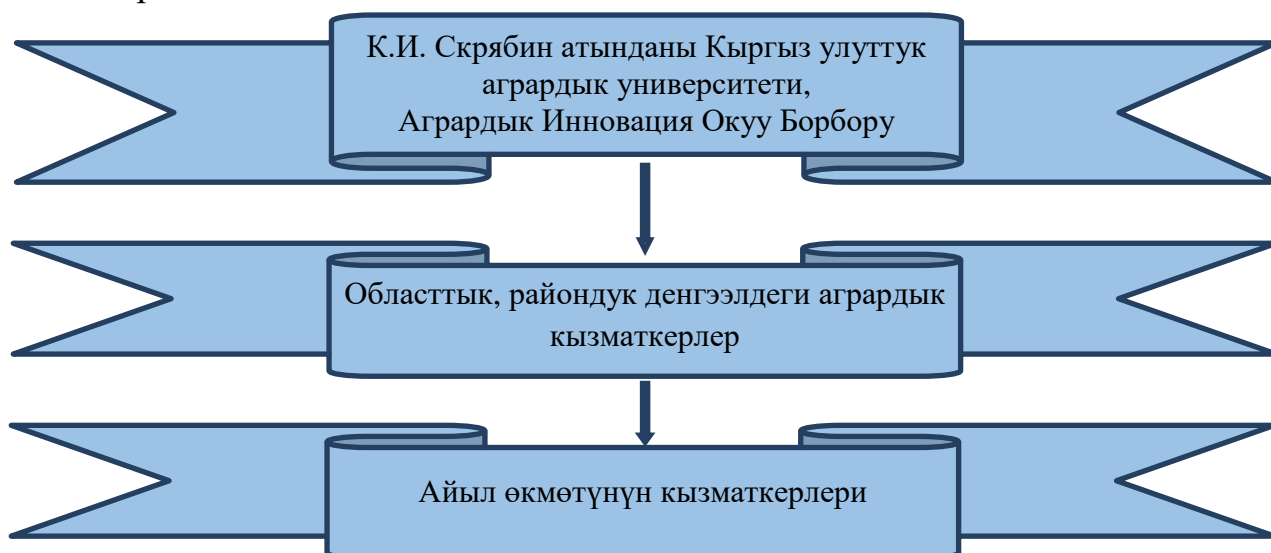 К.И. Скрябин атынданы Кыргыз улуттук
агрардык университети,
Агрардык Инновация Окуу Борбору
Областтык, райондук денгээлдеги агрардык
кызматкерлер
Айыл өкмөтүнүн кызматкерлери